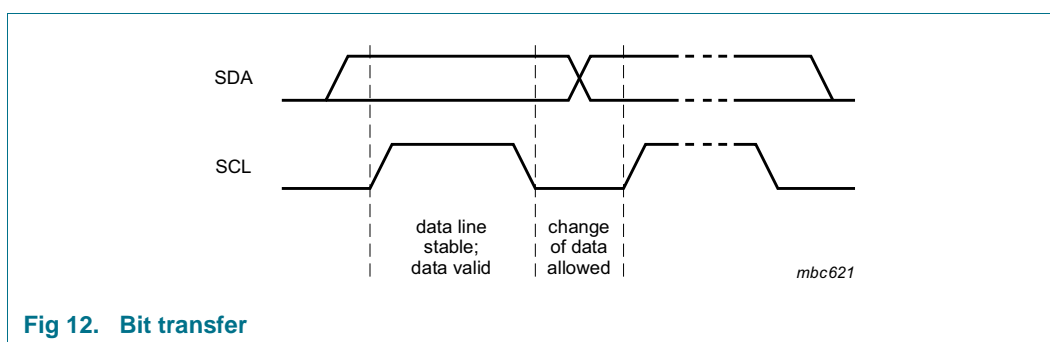 SDA
SCL
data line
stable;
data valid
change
of data
allowed
mbc621
Fig 12. Bit transfer